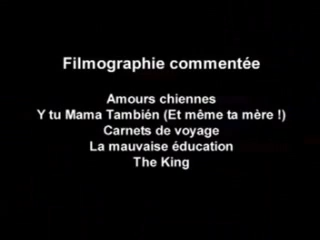 Filmographie commentée
Amours chiennes
Y tu Mama También (Et même ta mère !)
Carnets de voyage
La mauvaise éducation
The King